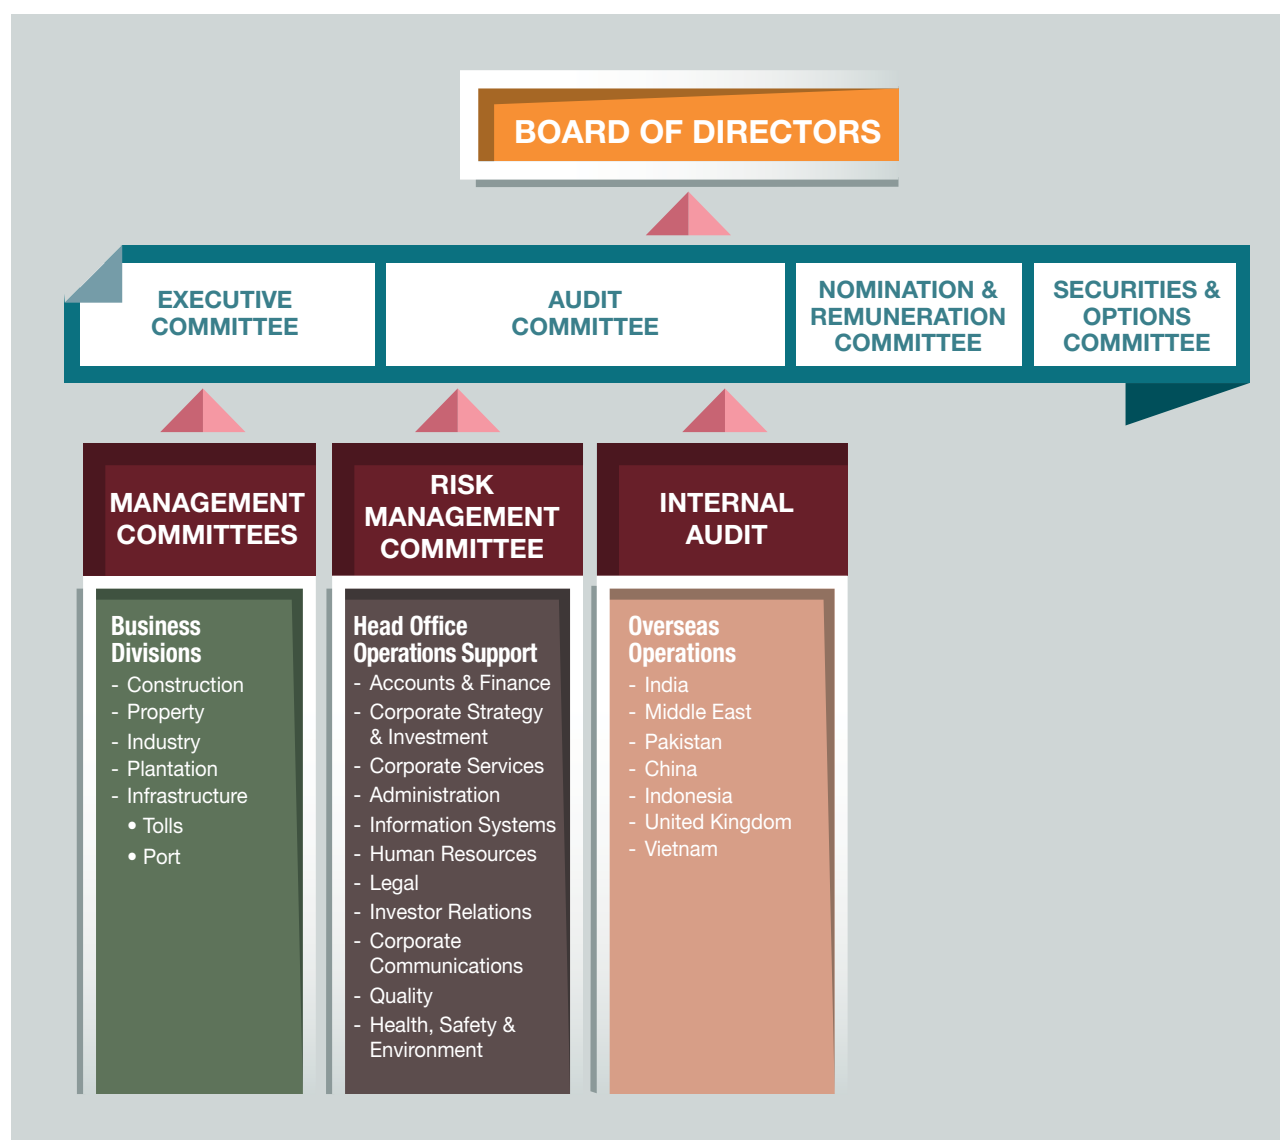 BOARD OF DIRECTORS
EXECUTIVE
COMMITTEE
AUDIT
COMMITTEE
NOMINATION &
REMUNERATION
COMMITTEE
SECURITIES &
OPTIONS
COMMITTEE
MANAGEMENT
COMMITTEES
Business
Divisions
- Construction
- Property
- Industry
- Plantation
- Infrastructure
• Tolls
• Port
RISK
MANAGEMENT
COMMITTEE
Head Office
Operations Support
- Accounts & Finance
- Corporate Strategy
& Investment
- Corporate Services
- Administration
- Information Systems
- Human Resources
- Legal
- Investor Relations
- Corporate
Communications
- Quality
- Health, Safety &
Environment
INTERNAL
AUDIT
Overseas
Operations
- India
- Middle East
- Pakistan
- China
- Indonesia
- United Kingdom
- Vietnam